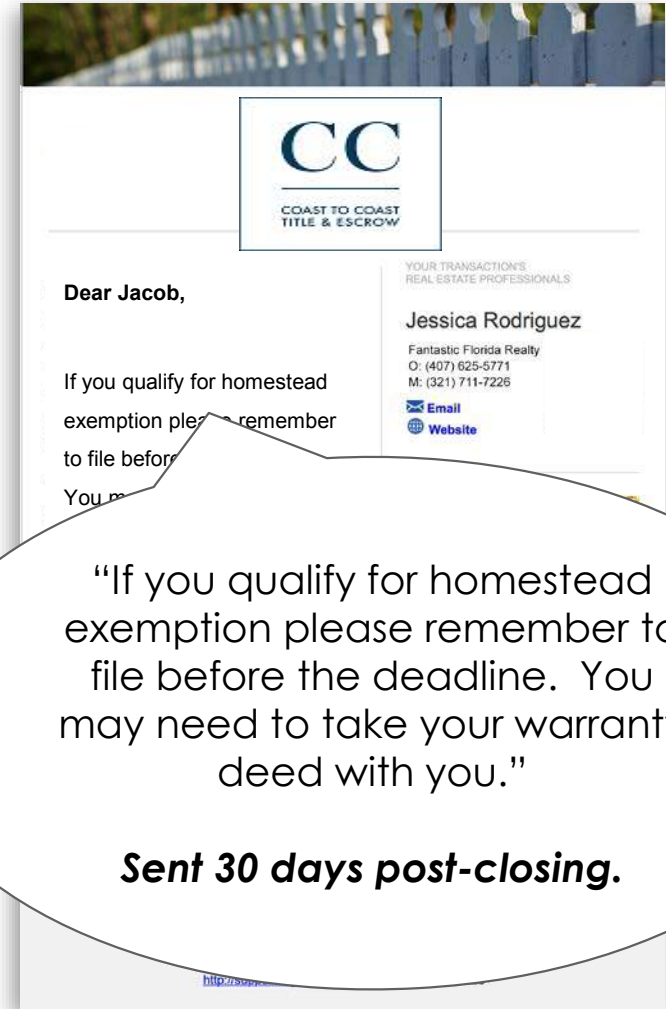 CC
COAST TO COAST
TITLE & ESCROW
Dear Jacob,
If you qualify for homestead
exemption please remember
to file before
You
YOUR TRANSACTION'S
REAL ESTATE PROFESSIONALS
Jessica Rodriguez
Fantastic Florida Realty
O: (407) 625-5771
M: (321) 711-7226
Email
Website
“If you qualify for homestead
exemption please remember to
file before the deadline. You
may need to take your warranty
deed with you.”
Sent 30 days post-closing.